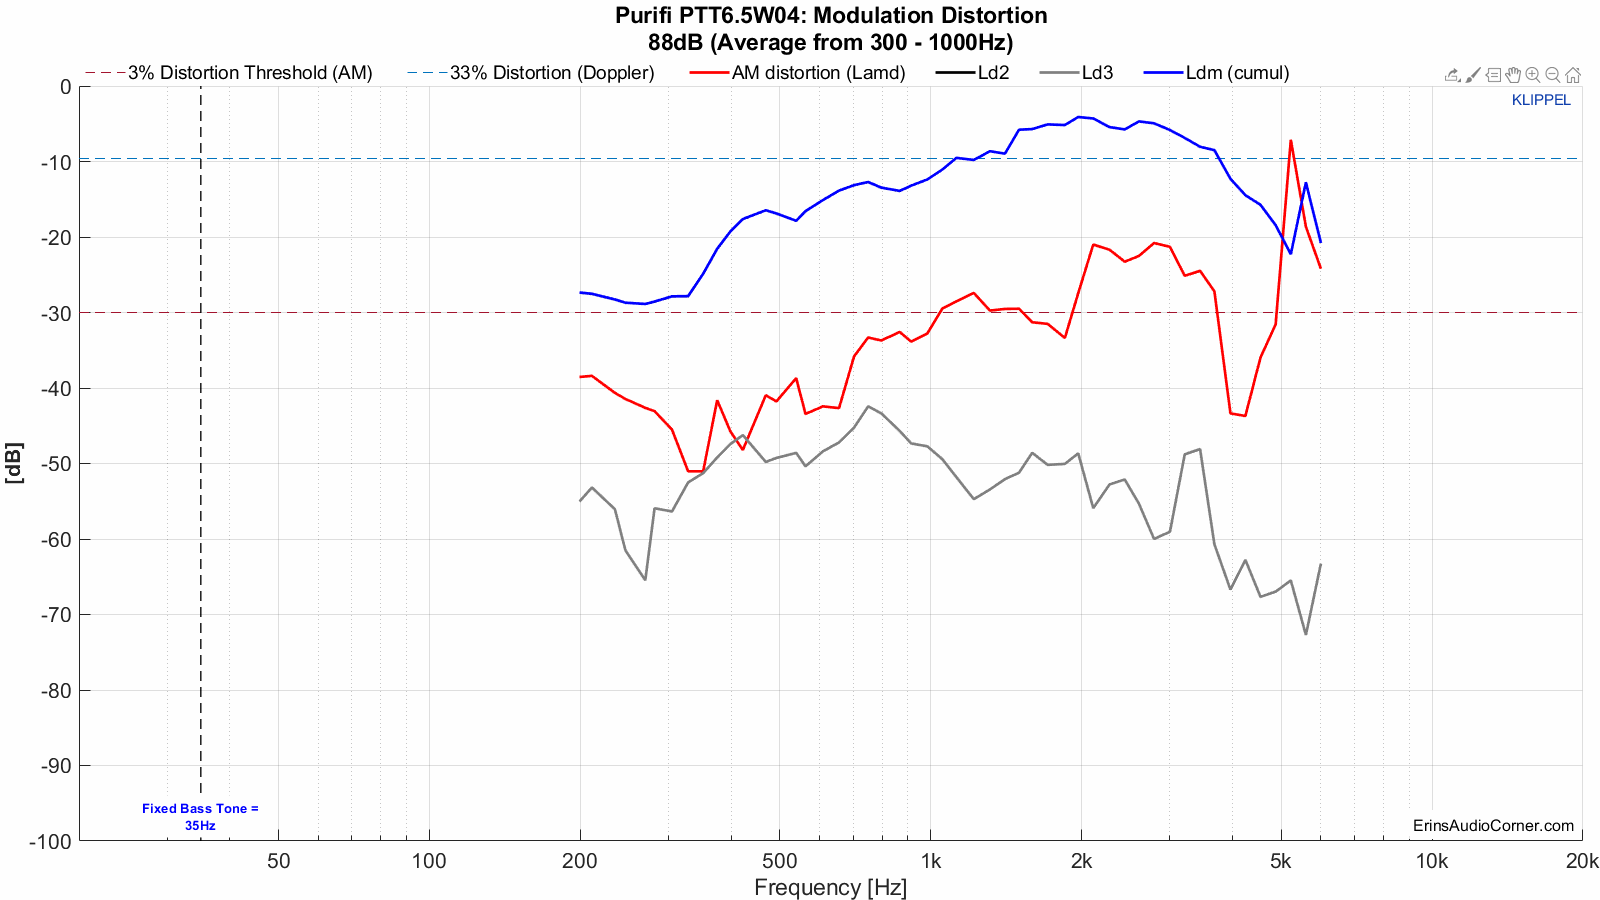 Purifi PTT6.5W04: Modulation Distortion
88dB (Average from 300 - 1000Hz)
3% Distortion Threshold (AM) 33% Distortion (Doppler) AM distortion (Lamd) Ld2 Ld3 Ldm (cumul)
KLIPPEL
0
-10
-20
-30
-40
-50
-60
-70
-80
-90
-100
[dB]
Fixed Bass Tone =
35Hz
ErinsAudioCorner.com
50 100 200 500 1k 2k 5k 10k 20k
Frequency [Hz]